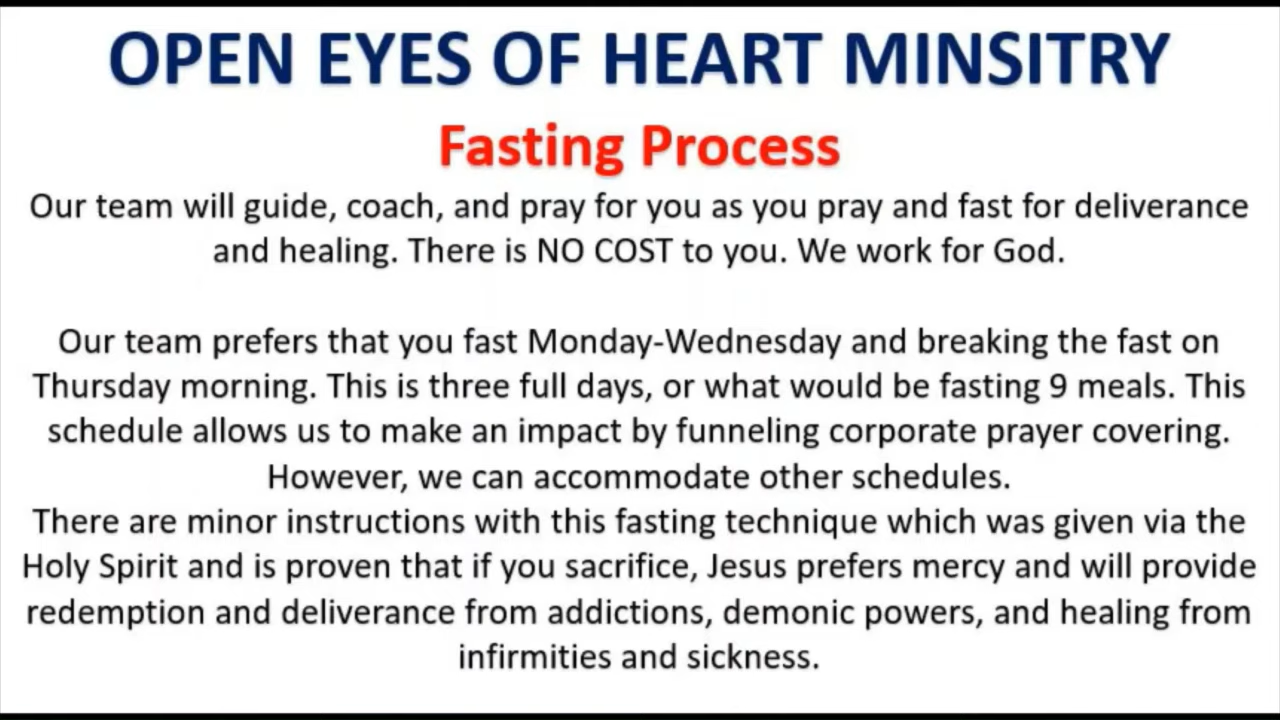 OPEN EYES OF HEART MINSITRY
Fasting Process
Our team will guide, coach, and pray for you as you pray and fast for deliverance
and healing. There is NO COST to you. We work for God.
Our team prefers that you fast Monday-Wednesday and breaking the fast on
Thursday morning. This is three full days, or what would be fasting 9 meals. This
schedule allows us to make an impact by funneling corporate prayer covering.
However, we can accommodate other schedules.
There are minor instructions with this fasting technique which was given via the
Holy Spirit and is proven that if you sacrifice, Jesus prefers mercy and will provide
redemption and deliverance from addictions, demonic powers, and healing from
infirmities and sickness.